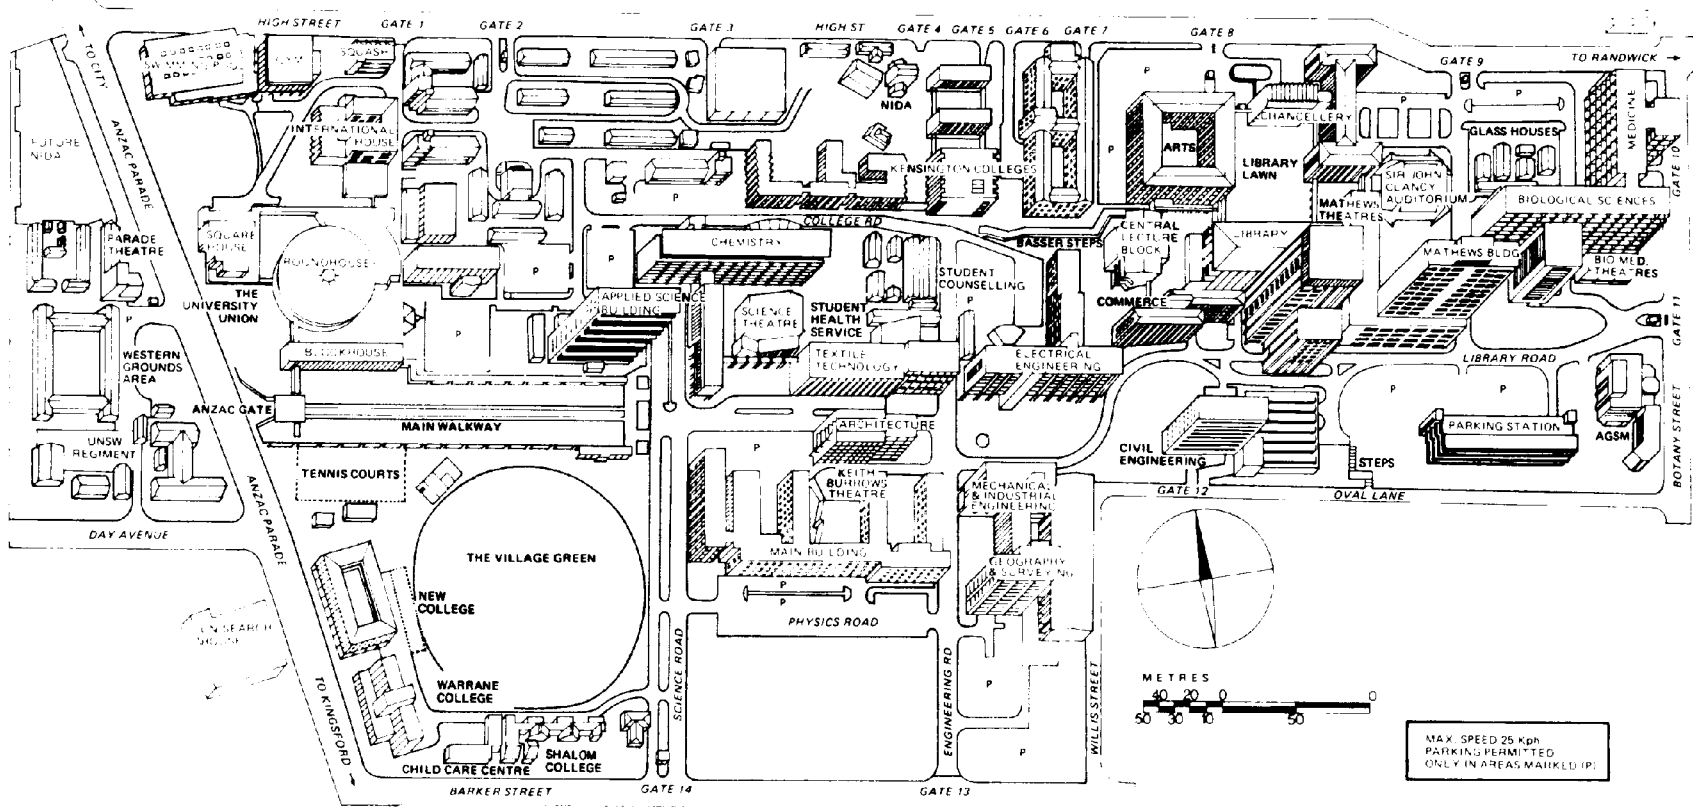 HIGH STREET
GATE 1
GATE 2
GATE 3
HIGH ST
GATE 4
GATE 5
GATE 6
GATE 7
GATE 8
GATE 9
TO RANDWICK
TO CITY
SWIMMING POOL
GYM
SQUASH
P
NIDA
CHANCELLERY
P
P
GLASS HOUSES
MEDICINE
GATE 10
ANZAC PARADE
FUTURE
NIDA
INTERNATIONAL
HOUSE
P
ARTS
LIBRARY
LAWN
P
KENSINGTON COLLEGES
SIR JOHN
CLANCY
AUDITORIUM
MATHEWS
THEATRES
BIOLOGICAL SCIENCES
COLLEGE RD
PARADE
THEATRE
SQUARE
HOUSE
CHEMISTRY
BASSER STEPS
CENTRAL
LECTURE
BLOCK
LIBRARY
MATHEWS BLDG
BIO MED.
THEATRES
ROUNDHOUSE
P
P
STUDENT
COUNSELLING
P
THE
UNIVERSITY
UNION
APPLIED SCIENCE
BUILDING
SCIENCE
THEATRE
STUDENT
HEALTH
SERVICE
COMMERCE
GATE 11
P
P
WESTERN
GROUNDS
AREA
BLOCKHOUSE
TEXTILE
TECHNOLOGY
ELECTRICAL
ENGINEERING
LIBRARY ROAD
P
P
BOTANY STREET
ANZAC GATE
MAIN WALKWAY
ARCHITECTURE
P
CIVIL
ENGINEERING
PARKING STATION
AGSM
UNSW
REGIMENT
TENNIS COURTS
KEITH
BURROWS
THEATRE
MECHANICAL
& INDUSTRIAL
ENGINEERING
STEPS
GATE 12
OVAL LANE
ANZAC PARADE
DAY AVENUE
THE VILLAGE GREEN
MAIN BUILDING
GEOGRAPHY
& SURVEYING
P
P
NEW
COLLEGE
PHYSICS ROAD
SEARCH
HOUSE
SCIENCE ROAD
ENGINEERING RD
WILLIS STREET
P
P
WARRANE
COLLEGE
TO KINGSFORD
METRES
40 20 0 0
50 30 10 50
CHILD CARE CENTRE
SHALOM
COLLEGE
BARKER STREET
GATE 14
GATE 13
MAX. SPEED 25 Kph
PARKING PERMITTED
ONLY IN AREAS MARKED (P)